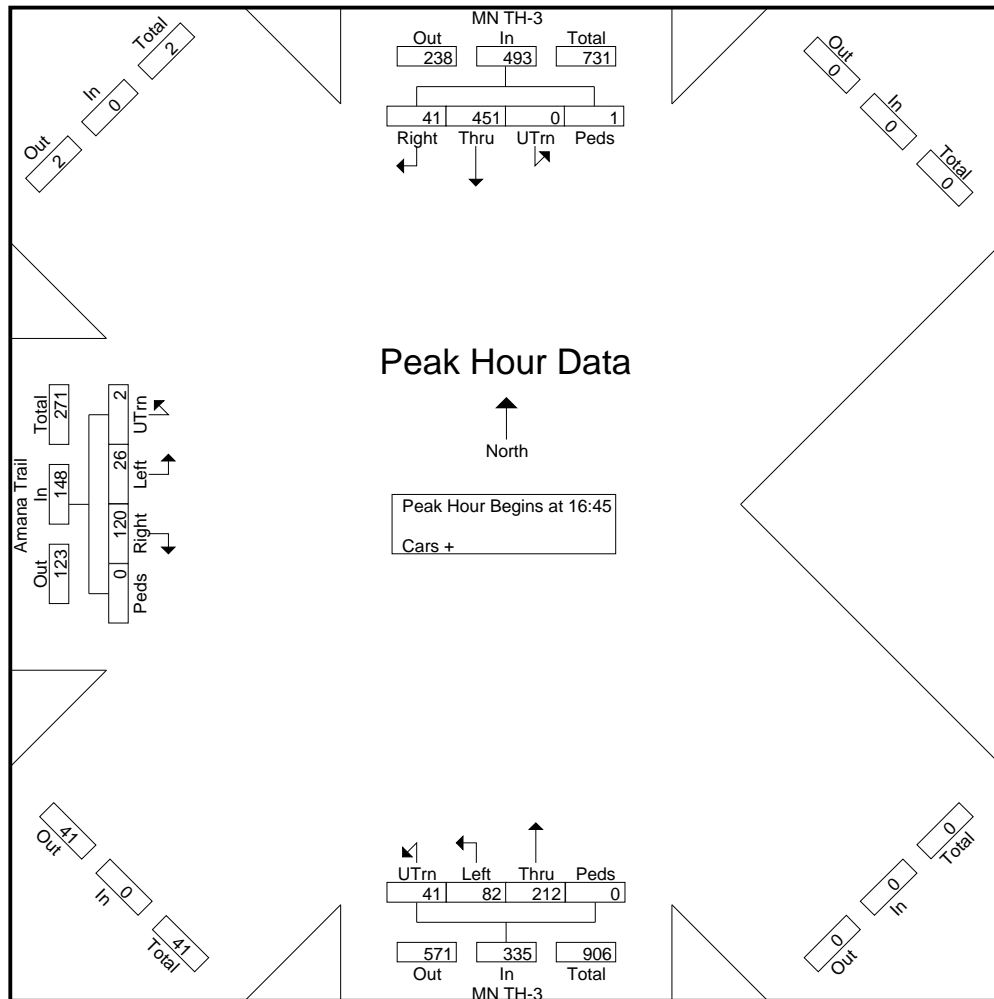 MN TH-3
Out In Total
238 493 731
41 451 0 1
Right Thru UTrn Peds
Total
2
In
0
Out
2
Out
0
In
0
Total
0
Peak Hour Data
North
Peak Hour Begins at 16:45
Cars +
Amana Trail
Out In Total
123 148 271
0 120 26 2
Peds Right Left UTrn
Out
41
In
0
Total
41
Total
0
In
0
Out
0
UTrn Left Thru Peds
41 82 212 0
571 335 906
Out In Total
MN TH-3